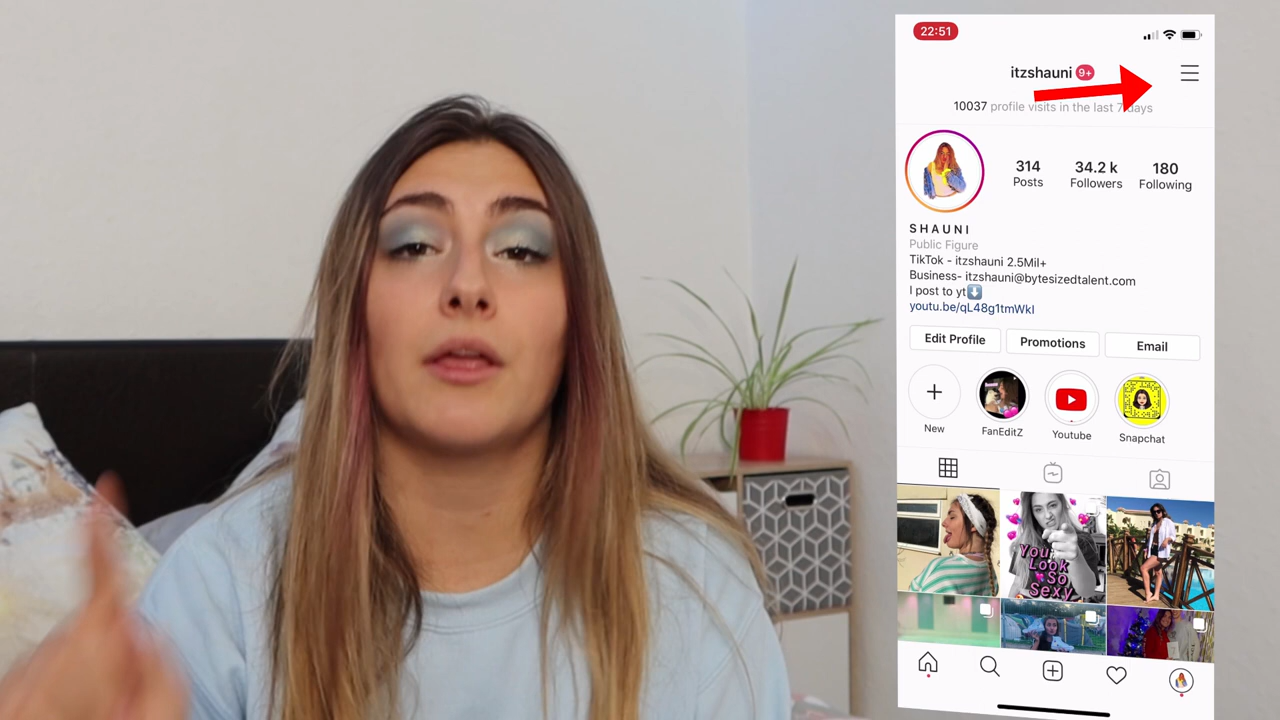 22:51
itzshauni 9+
10037 profile visits in the last 7 days
314 34.2 k 180
Posts Followers Following
S H A U N I
Public Figure
TikTok - itzshauni 2.5Mil+
Business- itzshauni@bytesizedtalent.com
I post to yt
youtu.be/qL48g1tmWkI
Edit Profile Promotions Email
New FanEditZ Youtube Snapchat
You
Look
So
Sexy